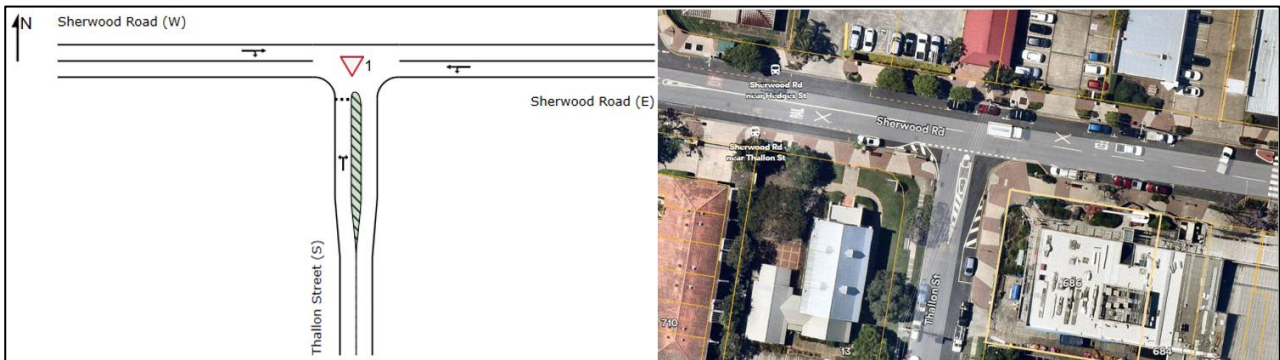 N
Sherwood Road (W)
1
Sherwood Road (E)
Thallon Street (S)
Sherwood Rd
near Hedges St
Sherwood Rd
Sherwood Rd
near Thallon St
Thallon St
686
710
13
684